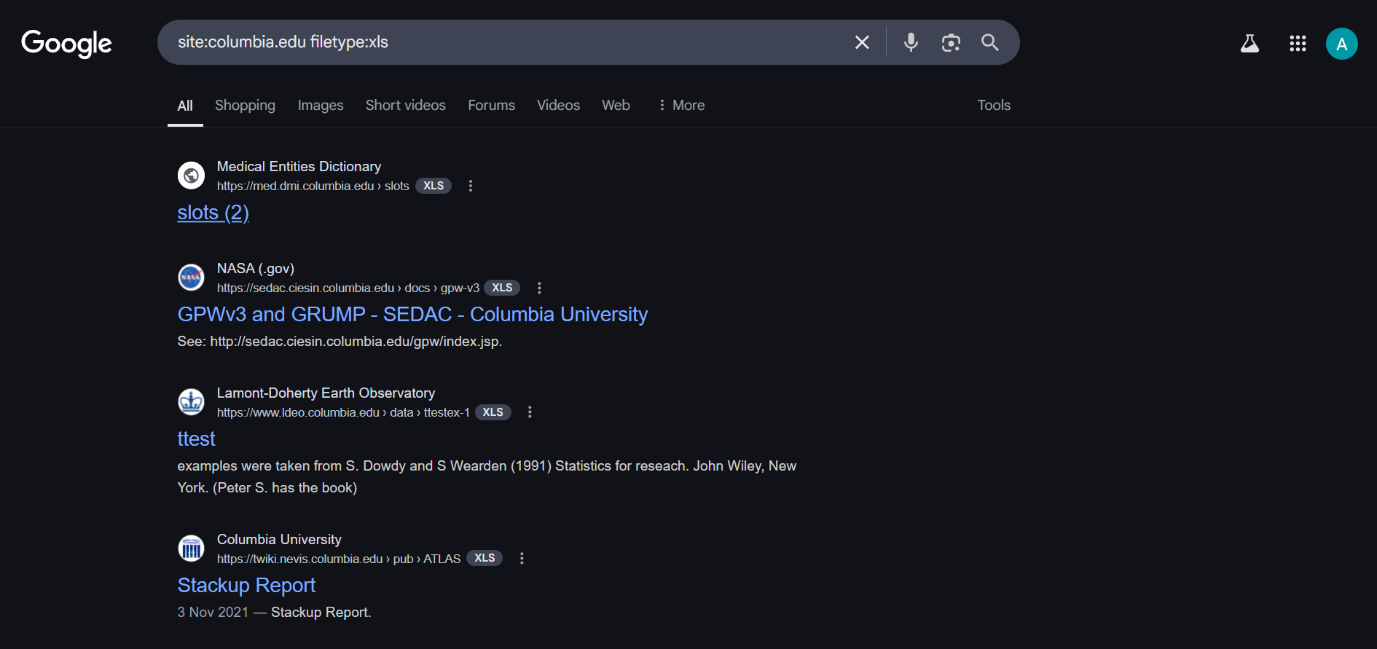 Google
site:columbia.edu filetype:xls
A
All Shopping Images Short videos Forums Videos Web More Tools
Medical Entities Dictionary
https://med.dmi.columbia.edu › slots XLS
slots (2)
NASA
NASA (.gov)
https://sedac.ciesin.columbia.edu › docs › gpw-v3 XLS
GPWv3 and GRUMP - SEDAC - Columbia University
See: http://sedac.ciesin.columbia.edu/gpw/index.jsp.
Lamont-Doherty Earth Observatory
https://www.ldeo.columbia.edu › data › ttestex-1 XLS
ttest
examples were taken from S. Dowdy and S Wearden (1991) Statistics for reseach. John Wiley, New
York. (Peter S. has the book)
Columbia University
https://twiki.nevis.columbia.edu › pub › ATLAS XLS
Stackup Report
3 Nov 2021 — Stackup Report.